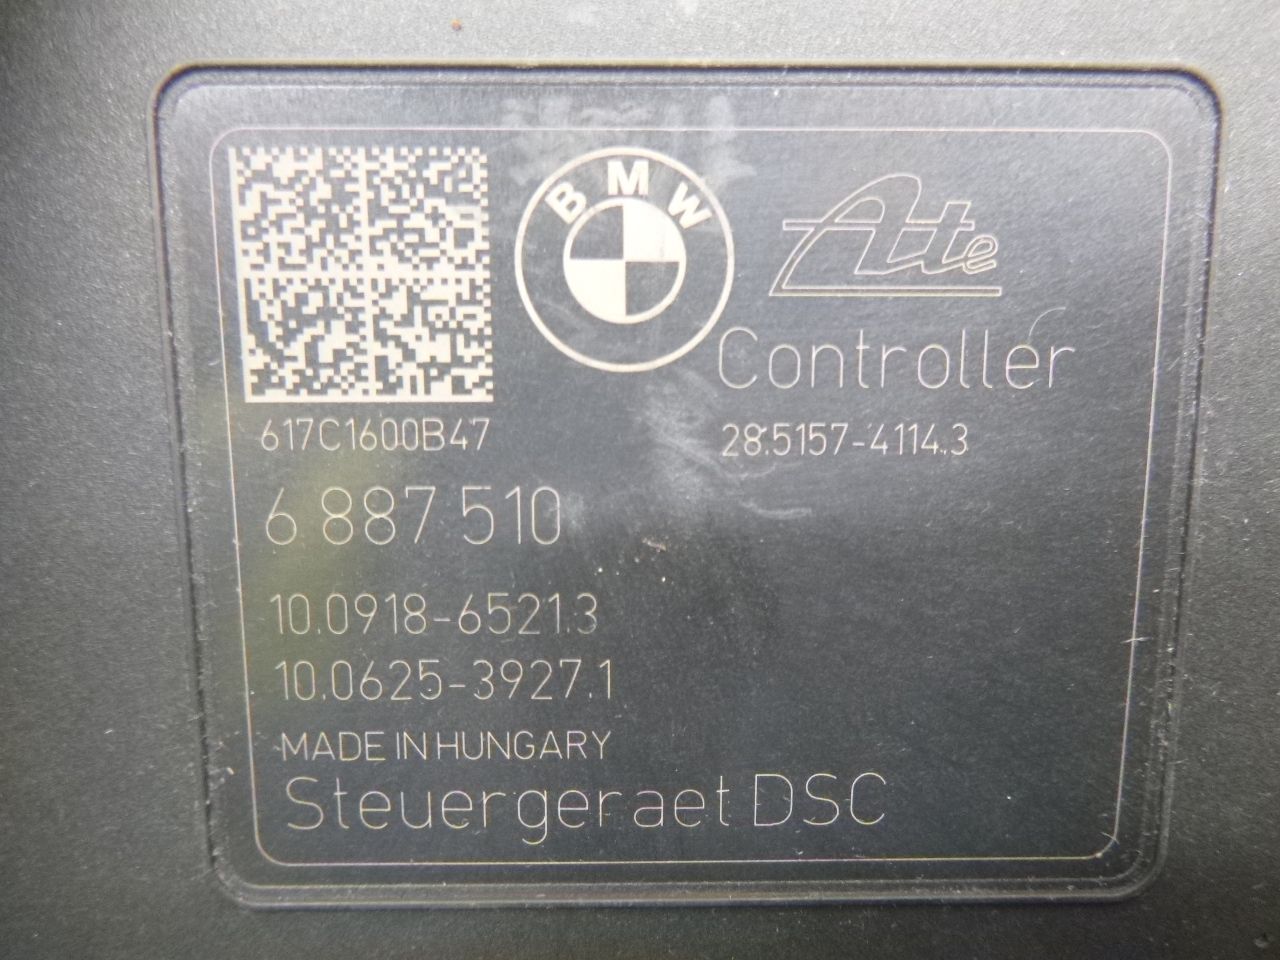 BMW
Ate
Controller
617C1600B47
28.5157-4114.3
6 887 510
10.0918-6521.3
10.0625-3927.1
MADE IN HUNGARY
Steuergeraet DSC